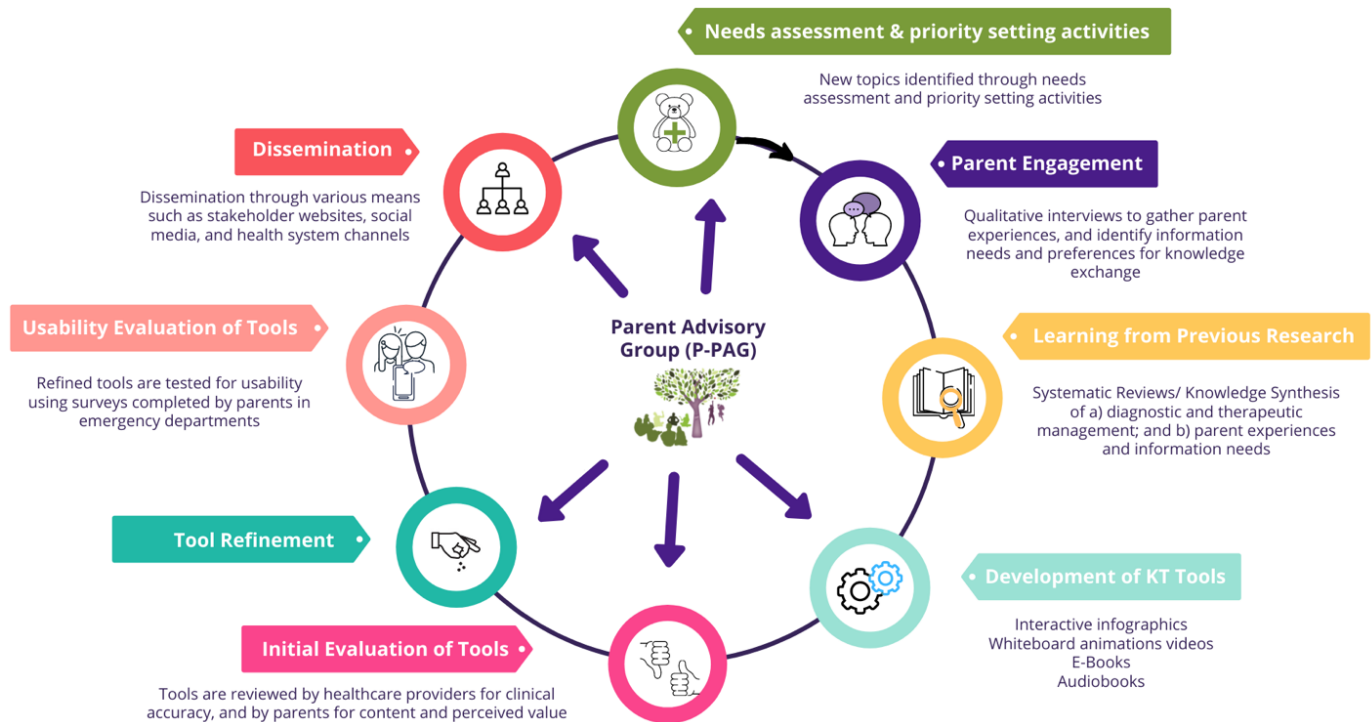 Needs assessment & priority setting activities
New topics identified through needs
assessment and priority setting activities
Parent Engagement
Qualitative interviews to gather parent
experiences, and identify information
needs and preferences for knowledge
exchange
Learning from Previous Research
Systematic Reviews/ Knowledge Synthesis
of a) diagnostic and therapeutic
management; and b) parent experiences
and information needs
Development of KT Tools
Interactive infographics
Whiteboard animations videos
E-Books
Audiobooks
Initial Evaluation of Tools
Tools are reviewed by healthcare providers for clinical
accuracy, and by parents for content and perceived value
Tool Refinement
Usability Evaluation of Tools
Refined tools are tested for usability
using surveys completed by parents in
emergency departments
Dissemination
Dissemination through various means
such as stakeholder websites, social
media, and health system channels
Parent Advisory
Group (P-PAG)